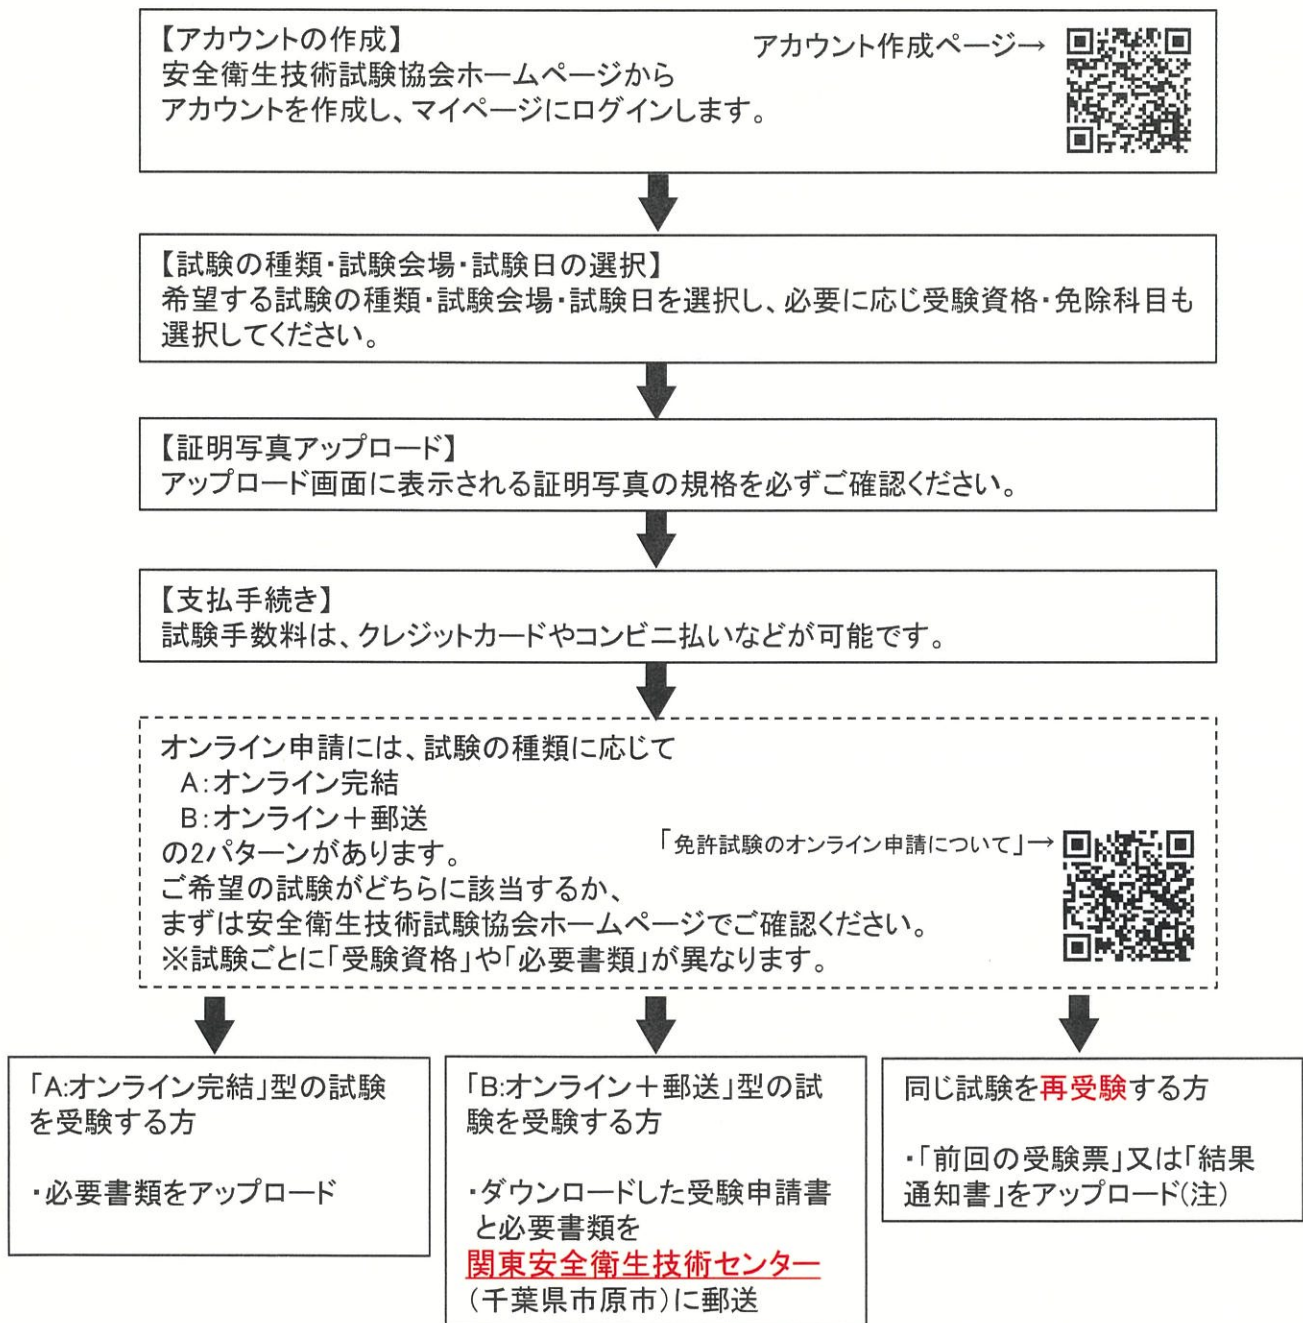 【アカウントの作成】
アカウント作成ページ→
安全衛生技術試験協会ホームページから
アカウントを作成し、マイページにログインします。
【試験の種類・試験会場・試験日の選択】
希望する試験の種類・試験会場・試験日を選択し、必要に応じ受験資格・免除科目も
選択してください。
【証明写真アップロード】
アップロード画面に表示される証明写真の規格を必ずご確認ください。
【支払手続き】
試験手数料は、クレジットカードやコンビニ払いなどが可能です。
オンライン申請には、試験の種類に応じて
A:オンライン完結
B:オンライン＋郵送
の2パターンがあります。
「免許試験のオンライン申請について」→
ご希望の試験がどちらに該当するか、
まずは安全衛生技術試験協会ホームページでご確認ください。
※試験ごとに「受験資格」や「必要書類」が異なります。
「A:オンライン完結」型の試験
を受験する方
・必要書類をアップロード
「B:オンライン＋郵送」型の試
験を受験する方
・ダウンロードした受験申請書
と必要書類を
関東安全衛生技術センター
(千葉県市原市)に郵送
同じ試験を再受験する方
・「前回の受験票」又は「結果
通知書」をアップロード(注)